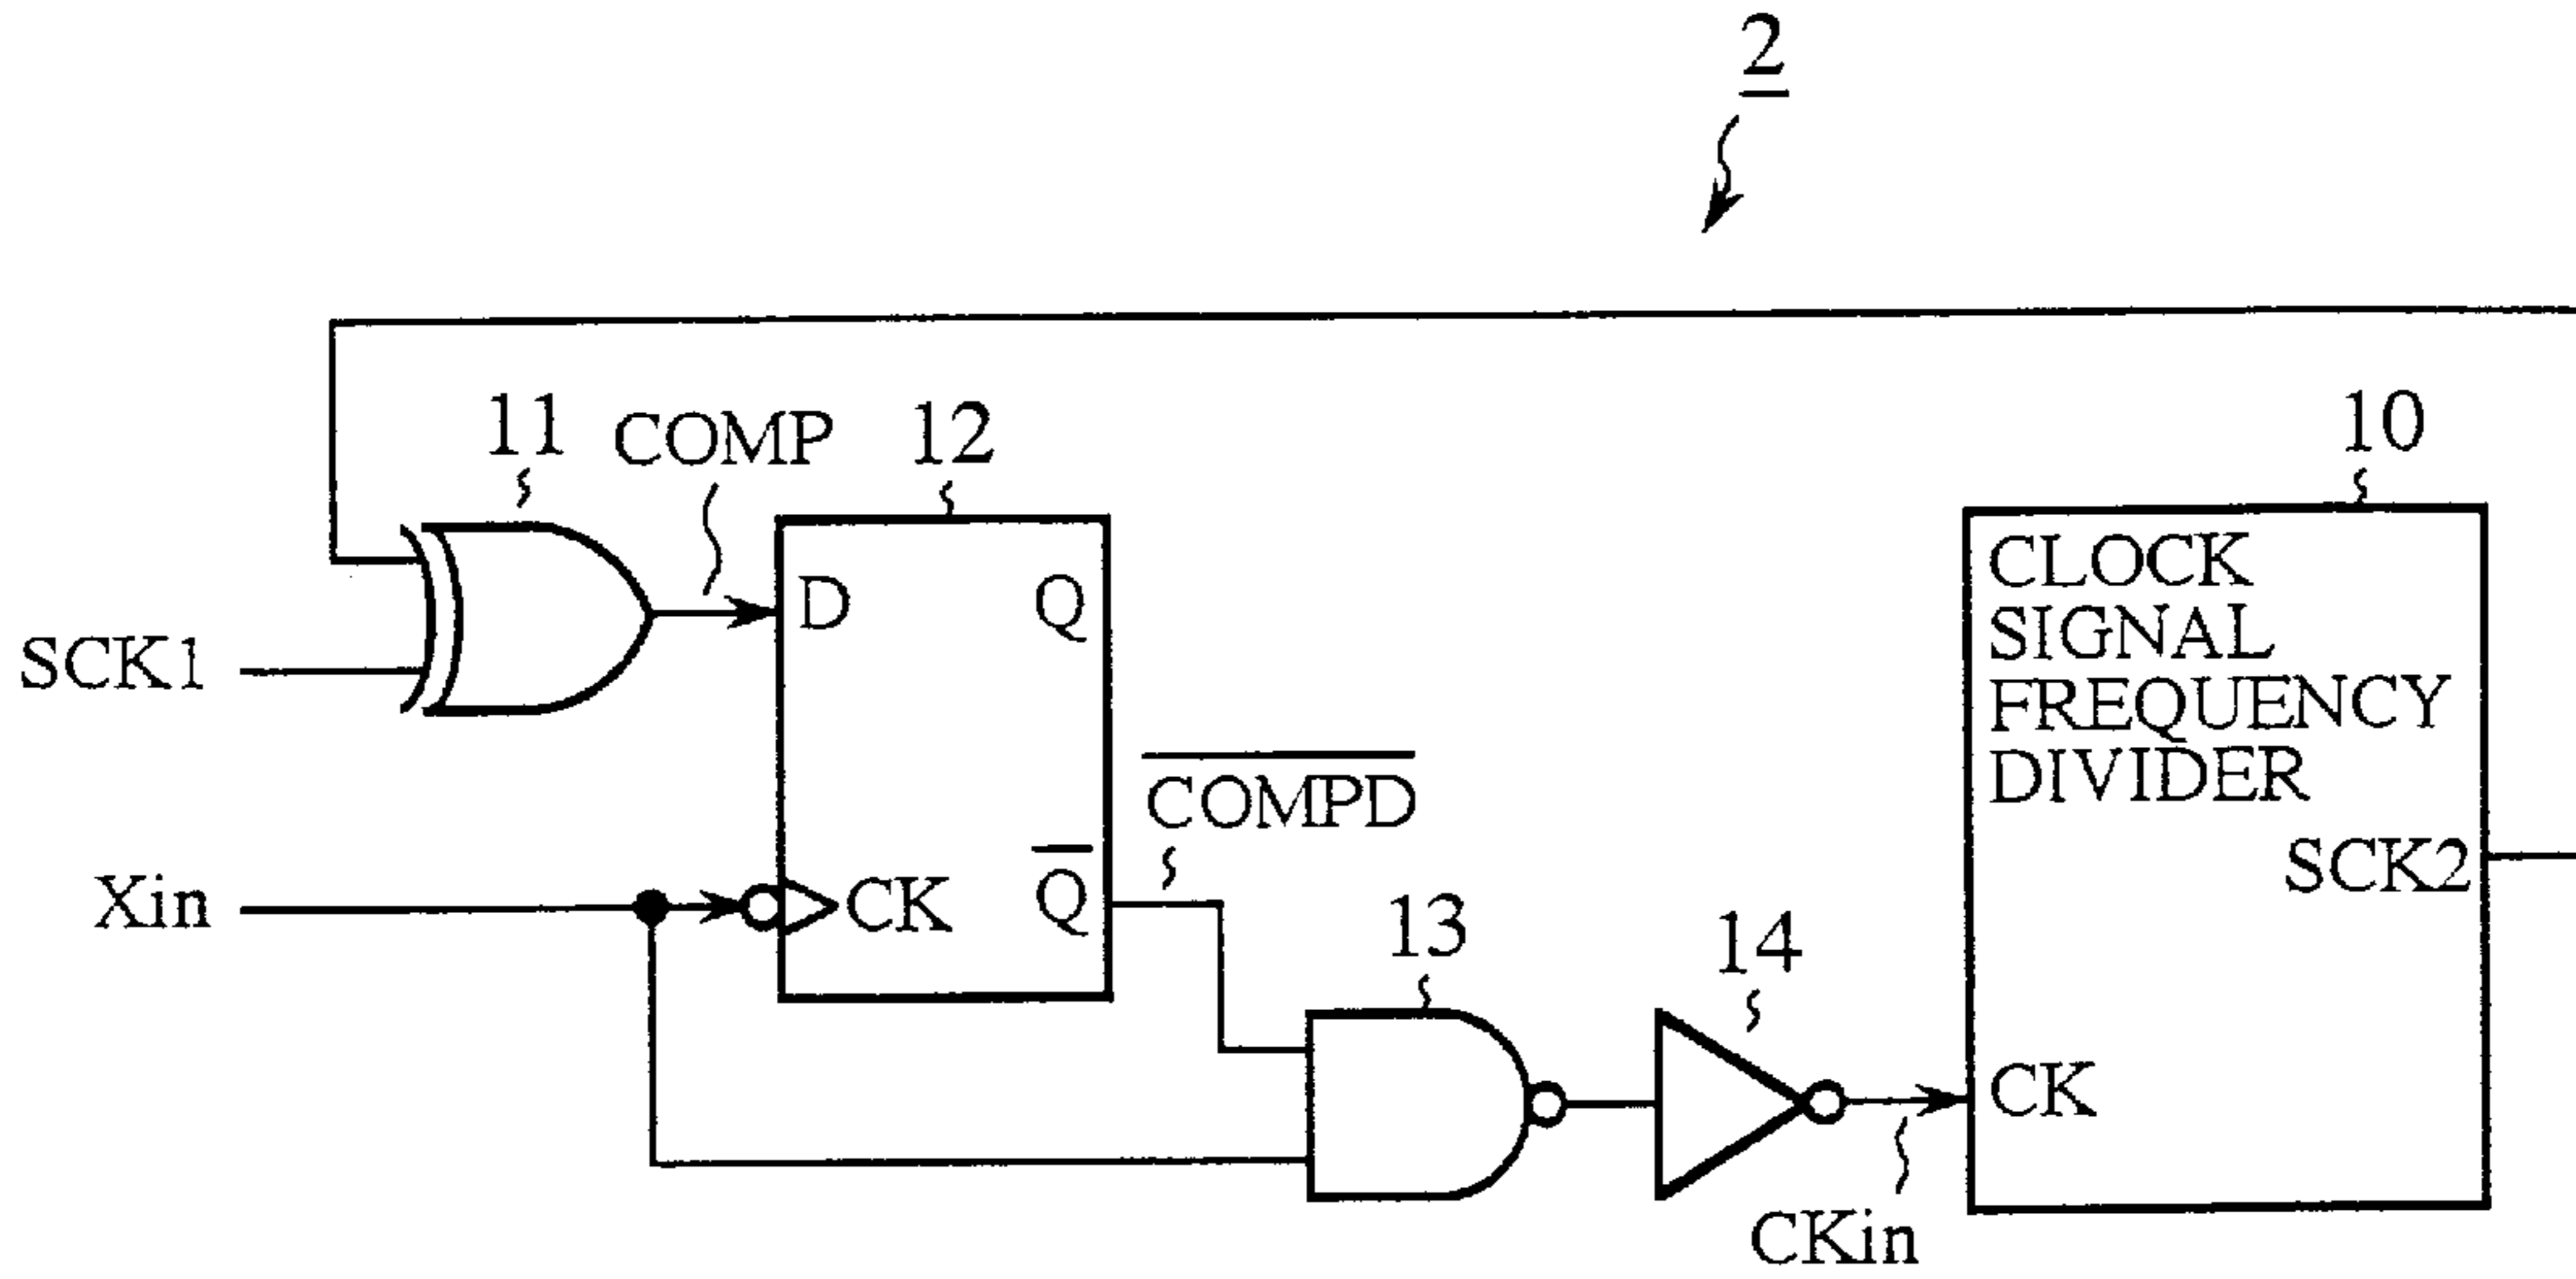 2
11
COMP
12
10
D
Q
CLOCK
SIGNAL
FREQUENCY
DIVIDER
SCK1
COMPD
SCK2
Xin
CK
Q
13
14
CK
CKin